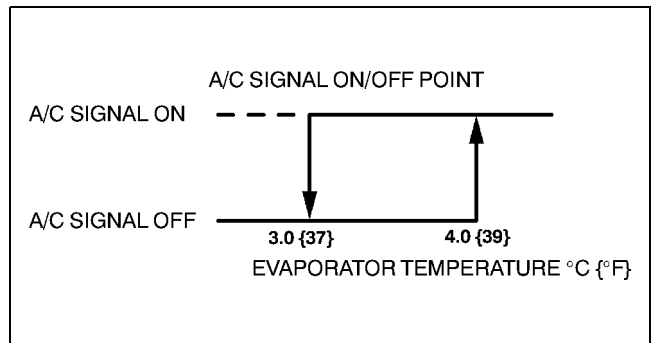 A/C SIGNAL ON/OFF POINT
A/C SIGNAL ON
A/C SIGNAL OFF
3.0 {37} 4.0 {39}
EVAPORATOR TEMPERATURE °C {°F}